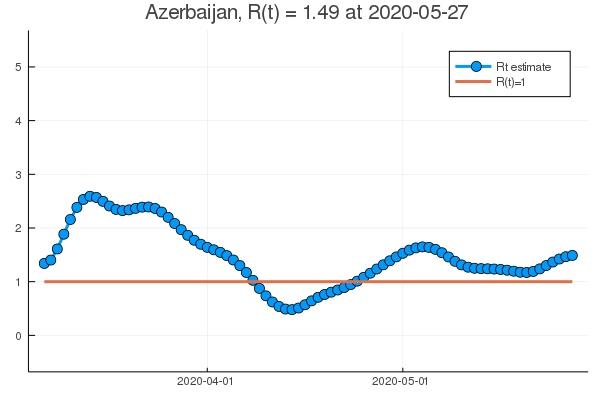 Azerbaijan, R(t) = 1.49 at 2020-05-27
5
4
3
2
1
0
Rt estimate
R(t)=1
2020-04-01
2020-05-01